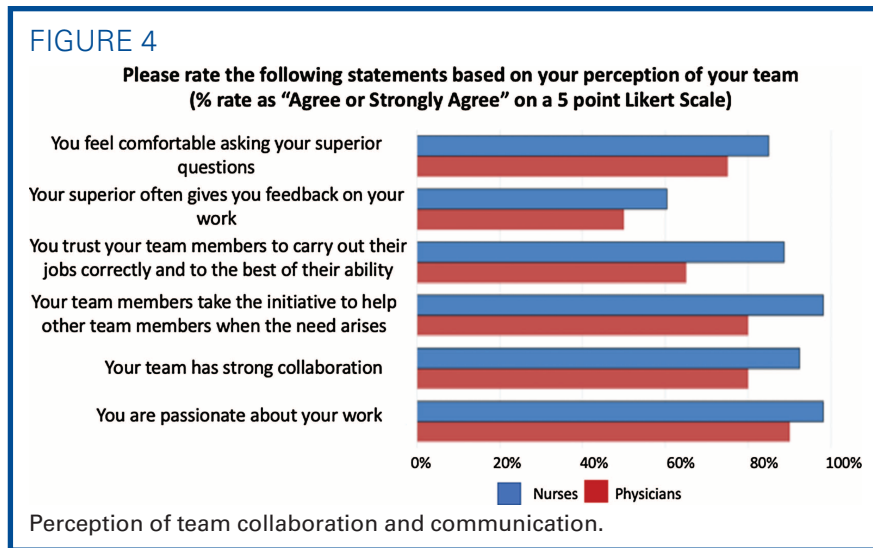 FIGURE 4
Please rate the following statements based on your perception of your team
(% rate as “Agree or Strongly Agree” on a 5 point Likert Scale)
You feel comfortable asking your superior
questions
Your superior often gives you feedback on your
work
You trust your team members to carry out their
jobs correctly and to the best of their ability
Your team members take the initiative to help
other team members when the need arises
Your team has strong collaboration
You are passionate about your work
0% 20% 40% 60% 80% 100%
Nurses Physicians
Perception of team collaboration and communication.